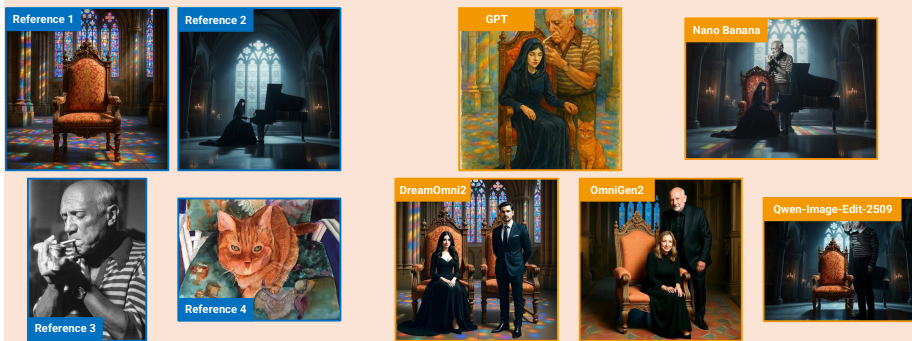 Reference 1
Reference 2
GPT
Nano Banana
Reference 3
Reference 4
DreamOmni2
OmniGen2
Qwen-Image-Edit-2509